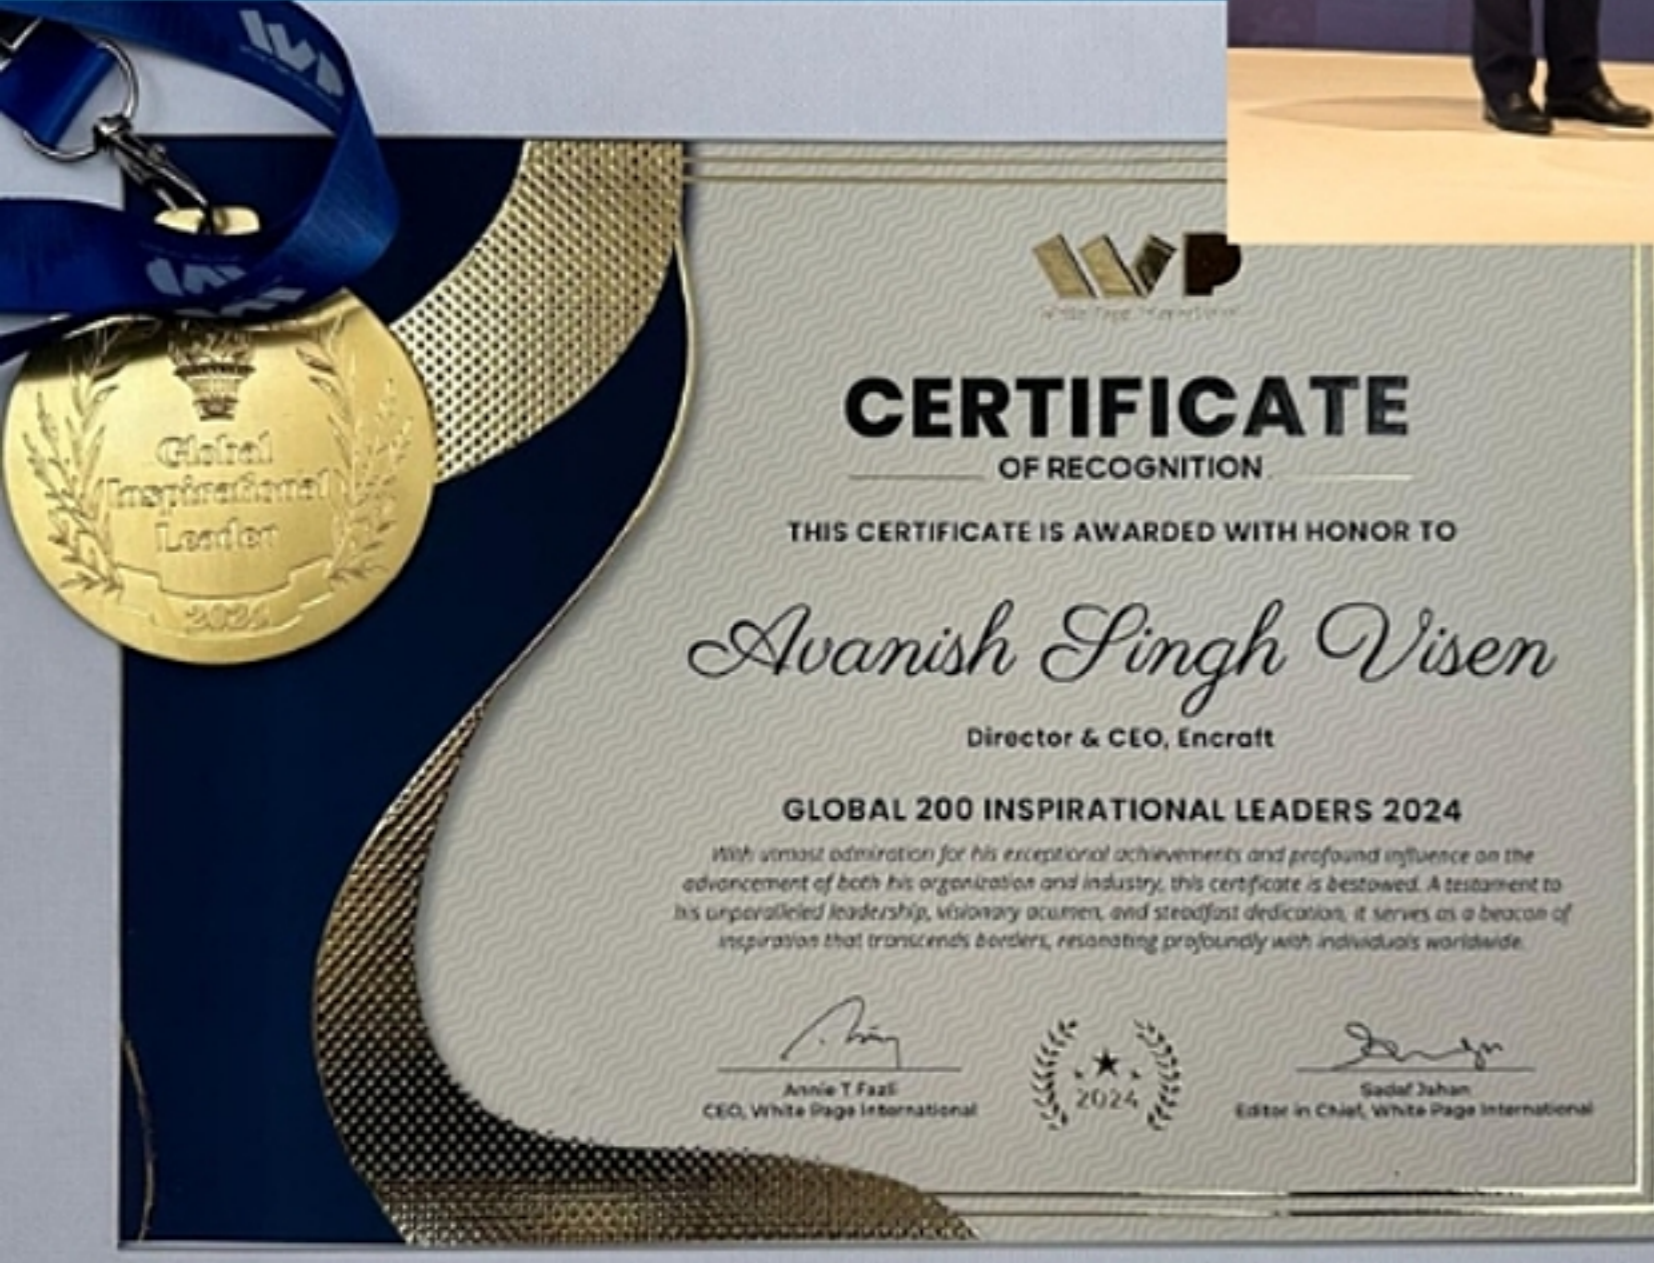 Global
Inspirational
Leader
2024
WP
White Page International
CERTIFICATE
OF RECOGNITION
THIS CERTIFICATE IS AWARDED WITH HONOR TO
Avanish Singh Visen
Director & CEO, Encraft
GLOBAL 200 INSPIRATIONAL LEADERS 2024
With utmost admiration for his exceptional achievements and profound influence on the
advancement of both his organization and industry, this certificate is bestowed. A testament to
his unparalleled leadership, visionary acumen, and steadfast dedication, it serves as a beacon of
inspiration that transcends borders, resonating profoundly with individuals worldwide.
Annie T Fazli
CEO, White Page International
2024
Sadaf Jahan
Editor in Chief, White Page International